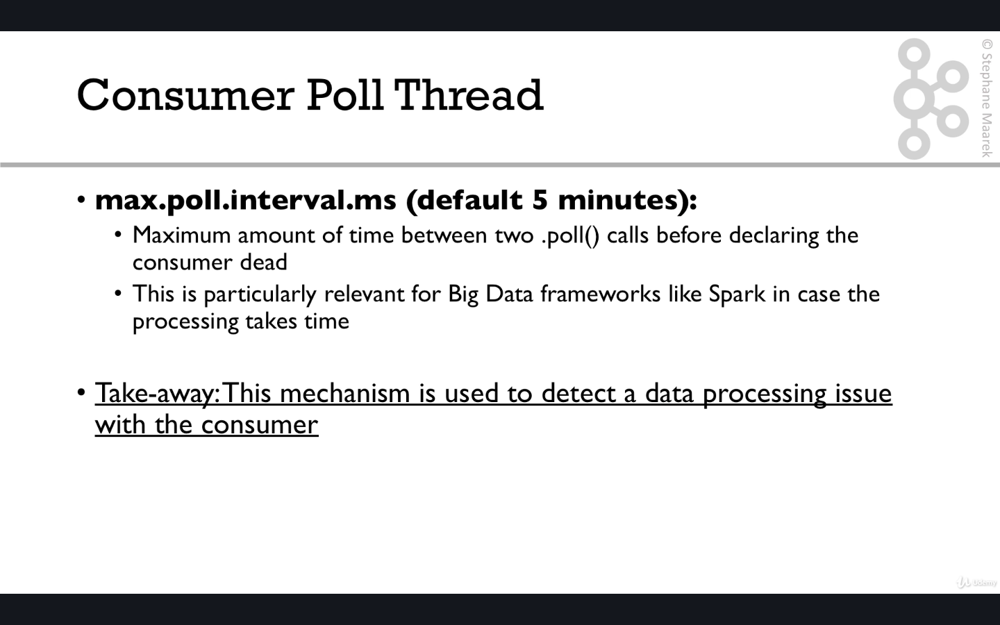 Consumer Poll Thread
© Stephane Maarek
• max.poll.interval.ms (default 5 minutes):
• Maximum amount of time between two .poll() calls before declaring the
consumer dead
• This is particularly relevant for Big Data frameworks like Spark in case the
processing takes time
• Take-away: This mechanism is used to detect a data processing issue
with the consumer
Udemy